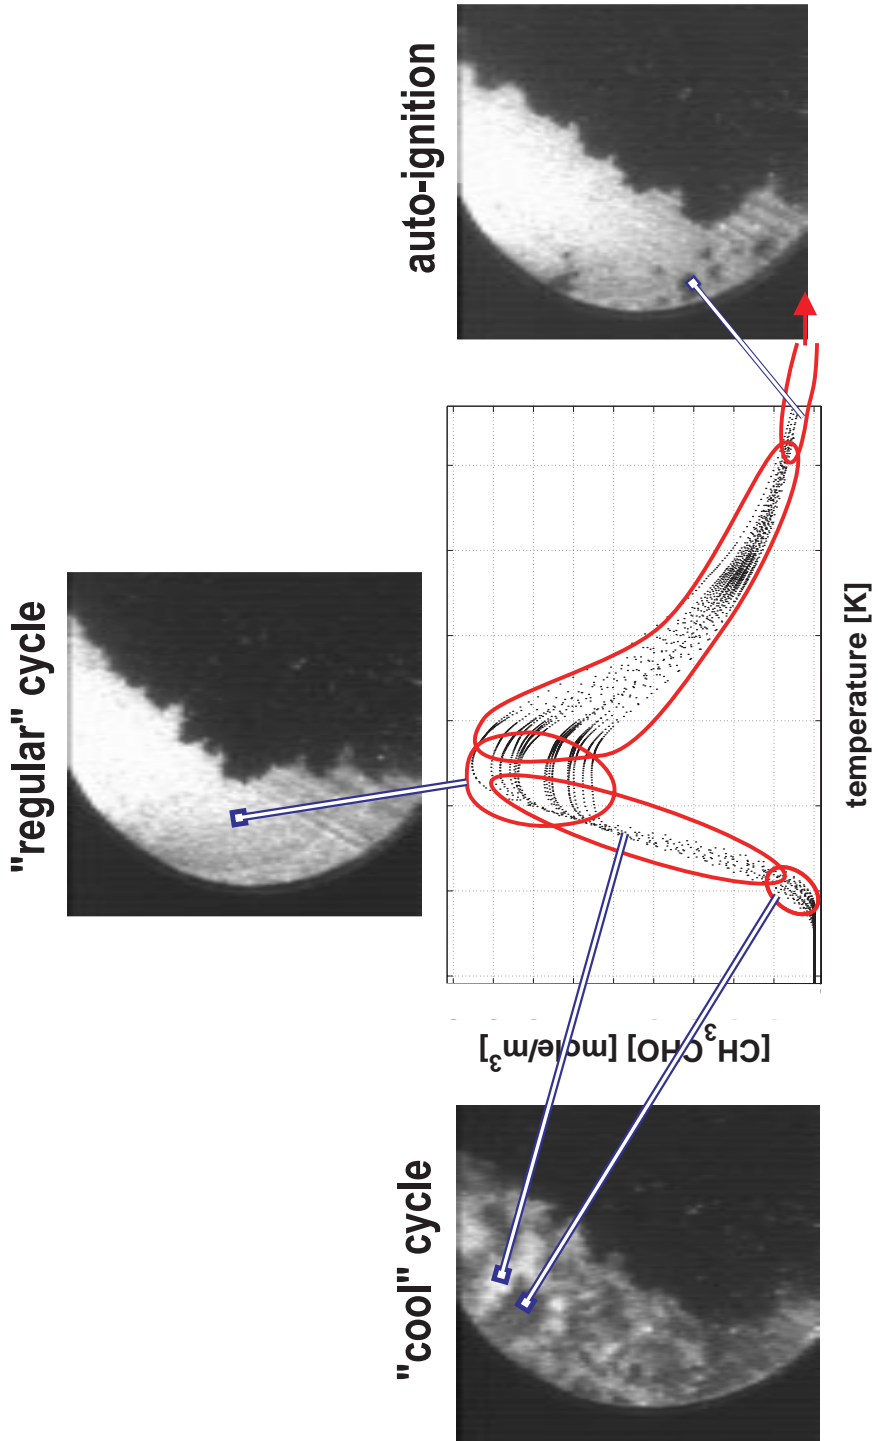 "regular" cycle
auto-ignition
"cool" cycle
[CH3CHO] [mole/m3]
temperature [K]